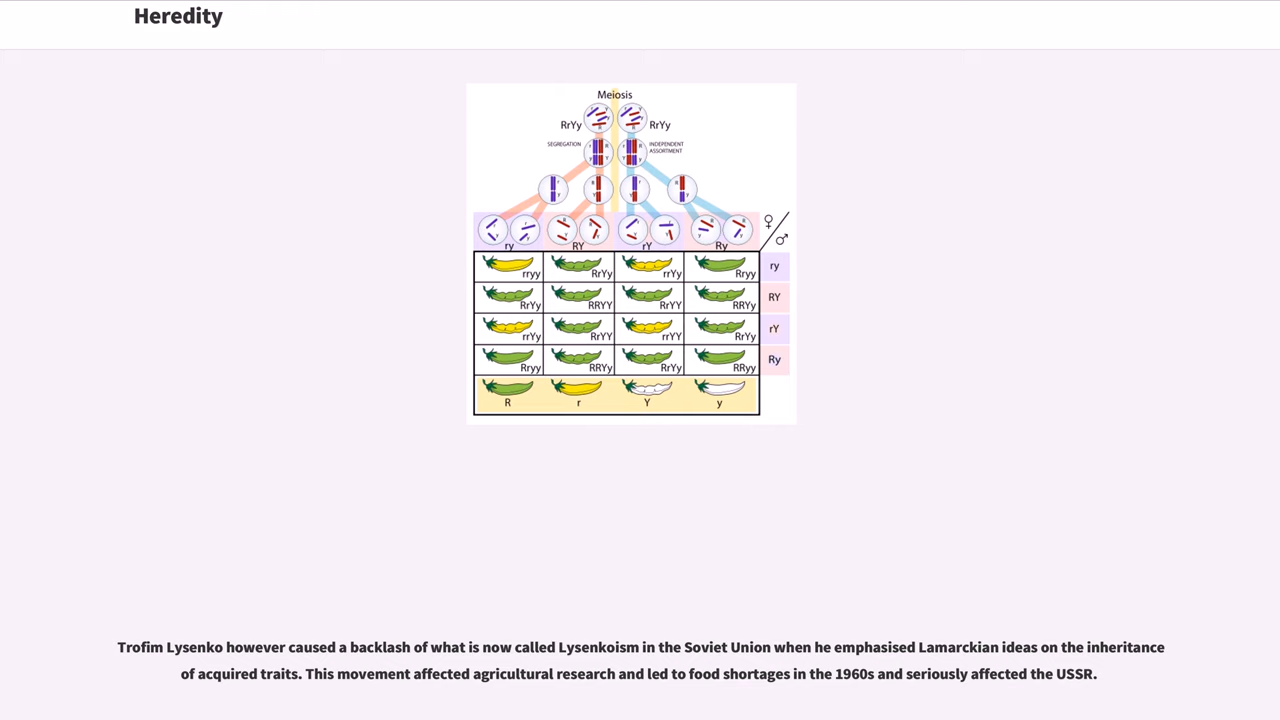 Heredity
Meiosis
RrYy RrYy
SEGREGATION INDEPENDENT
ASSORTMENT
ry RY rY Ry
♀/♂
rryy RrYy rrYy Rryy ry
RrYy RRYY RrYY RRYy RY
rrYy RrYY rrYY RrYy rY
Rryy RRYy RrYy RRyy Ry
R r Y y
Trofim Lysenko however caused a backlash of what is now called Lysenkoism in the Soviet Union when he emphasised Lamarckian ideas on the inheritance
of acquired traits. This movement affected agricultural research and led to food shortages in the 1960s and seriously affected the USSR.